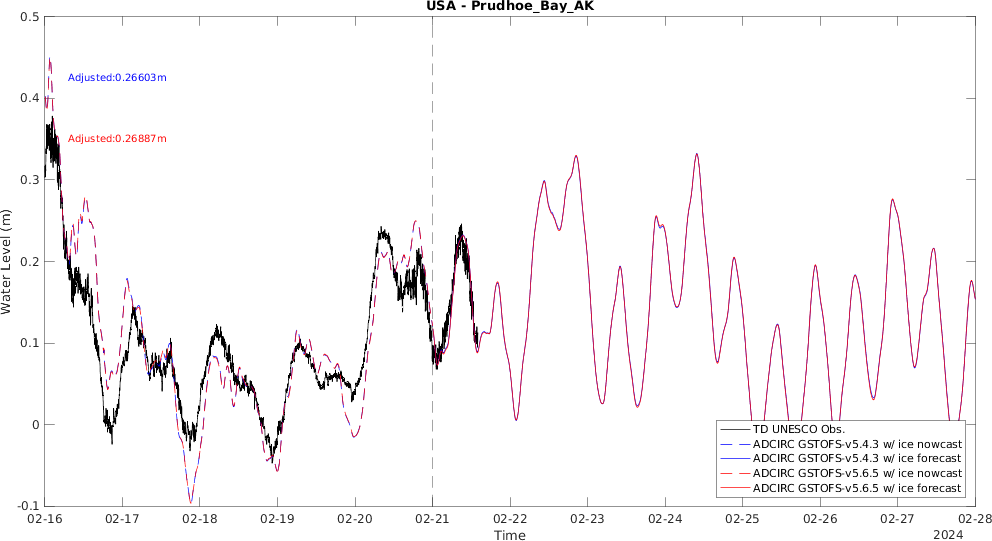 USA - Prudhoe_Bay_AK
0.5
0.4
0.3
0.2
0.1
0
-0.1
Water Level (m)
Adjusted:0.26603m
Adjusted:0.26887m
TD UNESCO Obs.
ADCIRC GSTOFS-v5.4.3 w/ ice nowcast
ADCIRC GSTOFS-v5.4.3 w/ ice forecast
ADCIRC GSTOFS-v5.6.5 w/ ice nowcast
ADCIRC GSTOFS-v5.6.5 w/ ice forecast
02-16 02-17 02-18 02-19 02-20 02-21 02-22 02-23 02-24 02-25 02-26 02-27 02-28
Time
2024